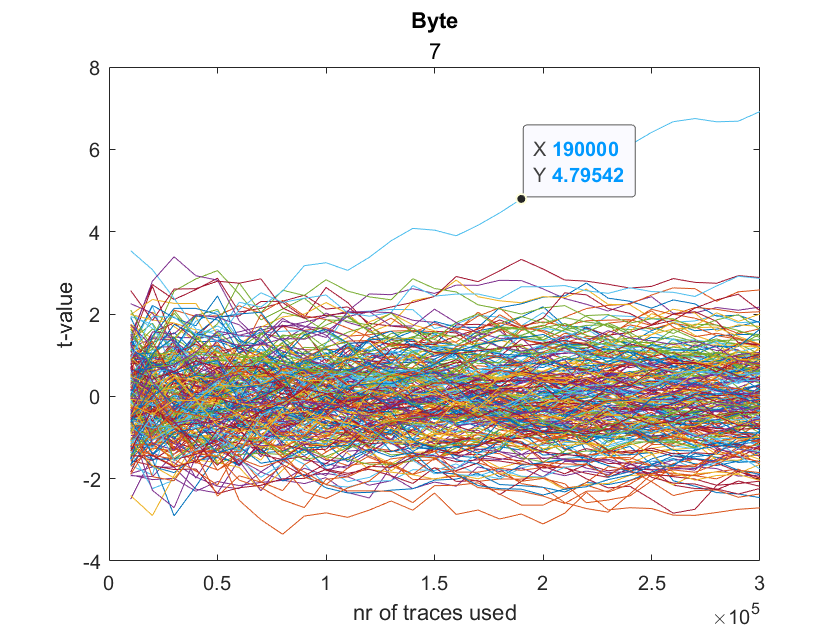 Byte
7
8
6
4
2
0
-2
-4
t-value
X 190000
Y 4.79542
0 0.5 1 1.5 2 2.5 3
nr of traces used
×10^5